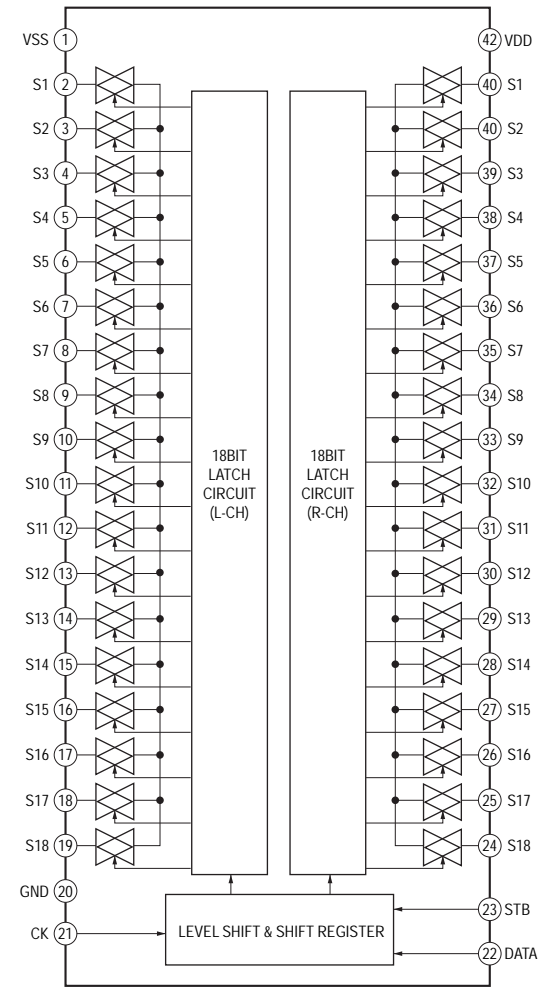 VSS 1 42 VDD
S1 2 40 S1
S2 3 40 S2
S3 4 39 S3
S4 5 38 S4
S5 6 37 S5
S6 7 36 S6
S7 8 35 S7
S8 9 34 S8
S9 10 33 S9
18BIT
LATCH
CIRCUIT
(L-CH)
18BIT
LATCH
CIRCUIT
(R-CH)
S10 11 32 S10
S11 12 31 S11
S12 13 30 S12
S13 14 29 S13
S14 15 28 S14
S15 16 27 S15
S16 17 26 S16
S17 18 25 S17
S18 19 24 S18
GND 20
23 STB
CK 21
LEVEL SHIFT & SHIFT REGISTER
22 DATA